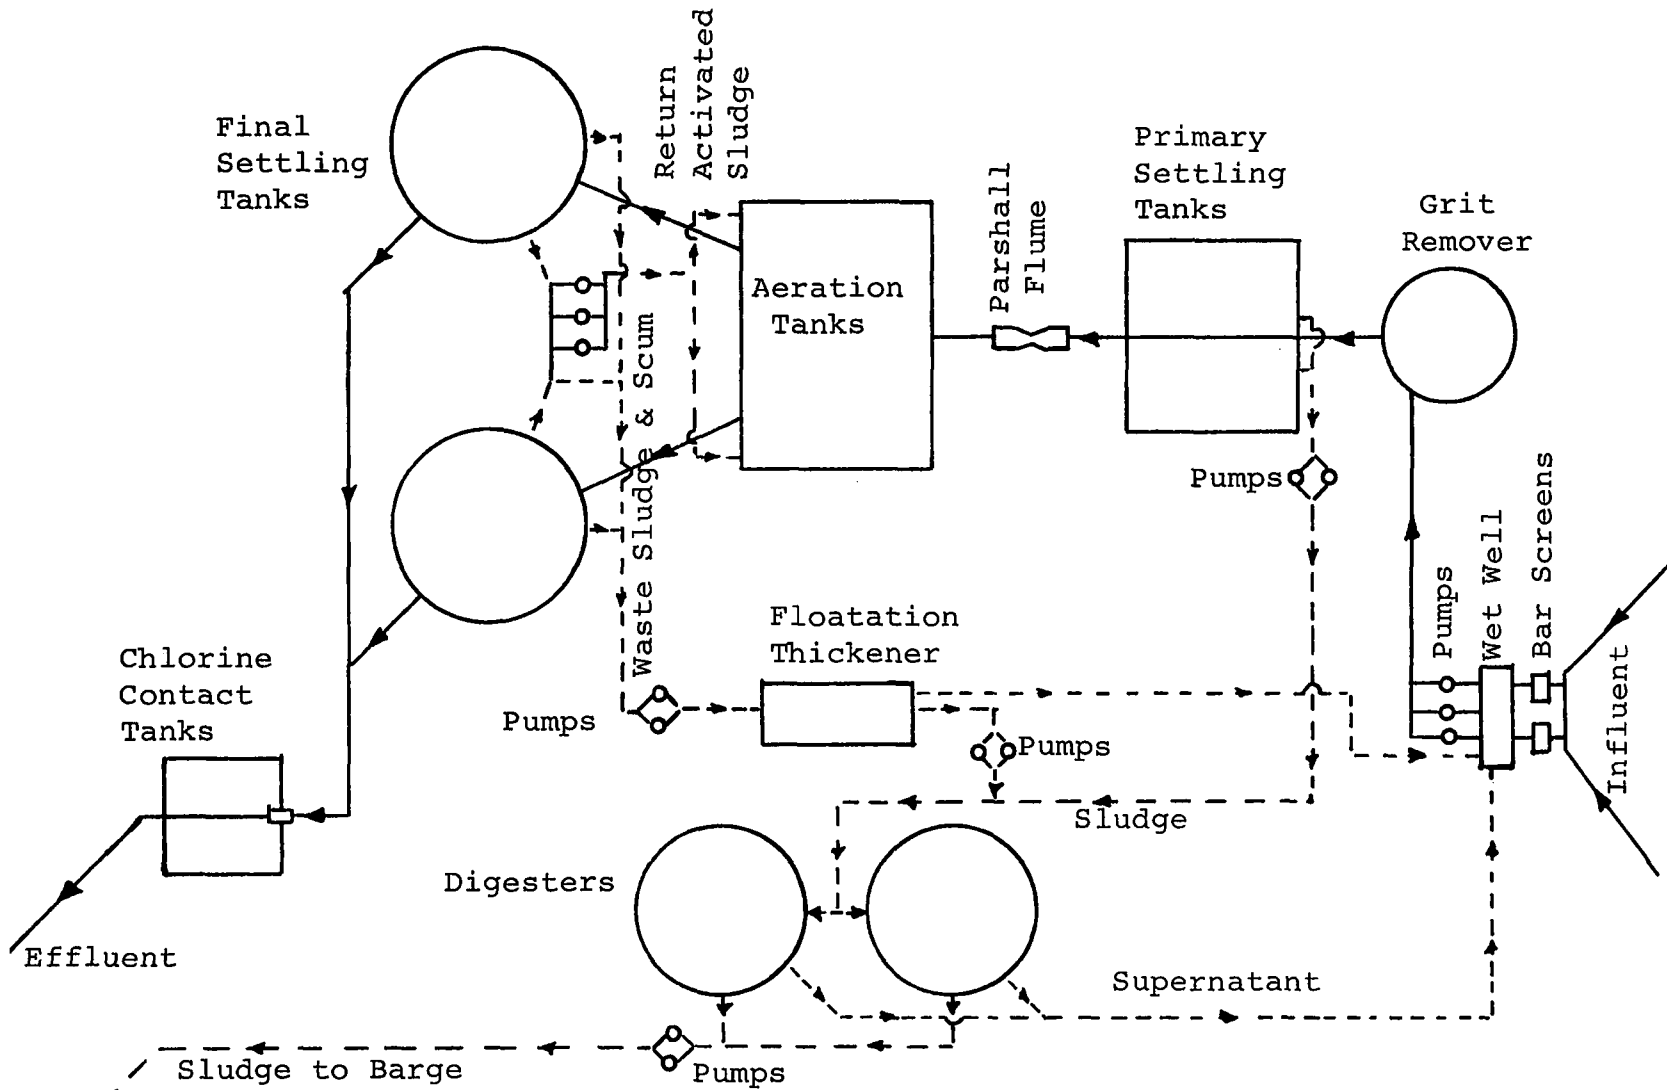 Return
Activated
Sludge
Final
Settling
Tanks
Primary
Settling
Tanks
Parshall
Flume
Grit
Remover
Aeration
Tanks
Waste Sludge & Scum
Pumps
Pumps
Wet Well
Bar Screens
Influent
Floatation
Thickener
Chlorine
Contact
Tanks
Pumps
Pumps
Sludge
Digesters
Effluent
Supernatant
Sludge to Barge
Pumps